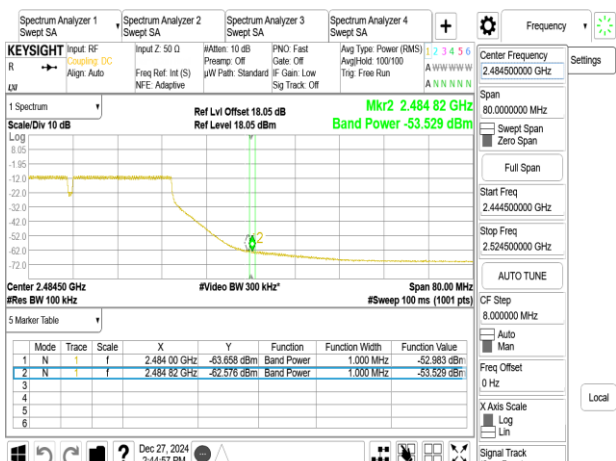 Spectrum Analyzer 1
Swept SA
Spectrum Analyzer 2
Swept SA
Spectrum Analyzer 3
Swept SA
Spectrum Analyzer 4
Swept SA
+
Frequency
Settings
KEYSIGHT
R
Input: RF
Coupling: DC
Align: Auto
Input Z: 50 Ω
Freq Ref: Int (S)
NFE: Adaptive
#Atten: 10 dB
Preamp: Off
µW Path: Standard
PNO: Fast
Gate: Off
IF Gain: Low
Sig Track: Off
Avg Type: Power (RMS)
Avg|Hold: 100/100
Trig: Free Run
1 2 3 4 5 6
A W W W W W
A N N N N N
1 Spectrum
Scale/Div 10 dB
Log
Ref Lvl Offset 18.05 dB
Ref Level 18.05 dBm
Mkr2 2.484 82 GHz
Band Power -53.529 dBm
8.05
-1.95
-12.0
-22.0
-32.0
-42.0
-52.0
-62.0
-72.0
2
Center 2.48450 GHz
#Res BW 100 kHz
#Video BW 300 kHz*
Span 80.00 MHz
#Sweep 100 ms (1001 pts)
5 Marker Table
Mode Trace Scale X Y Function Function Width Function Value
1 N 1 f 2.484 00 GHz -63.658 dBm Band Power 1.000 MHz -52.983 dBm
2 N 1 f 2.484 82 GHz -62.576 dBm Band Power 1.000 MHz -53.529 dBm
3
4
5
6
Dec 27, 2024
2:44:57 PM
Center Frequency
2.484500000 GHz
Span
80.0000000 MHz
Swept Span
Zero Span
Full Span
Start Freq
2.444500000 GHz
Stop Freq
2.524500000 GHz
AUTO TUNE
CF Step
8.000000 MHz
Auto
Man
Freq Offset
0 Hz
X Axis Scale
Log
Lin
Signal Track
Local